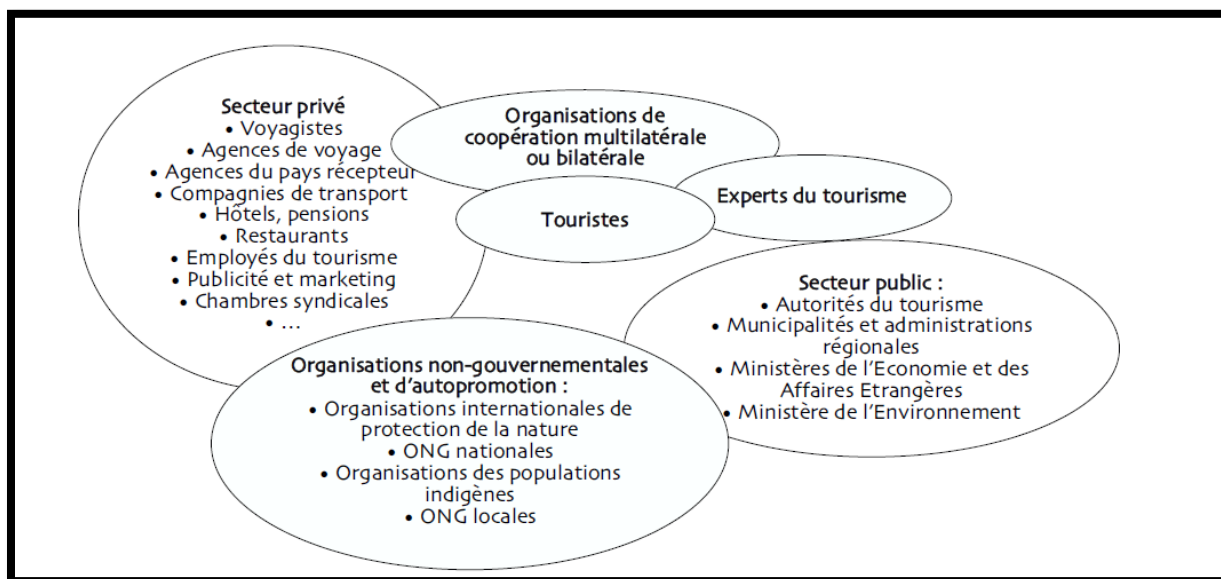 Secteur privé
• Voyagistes
• Agences de voyage
• Agences du pays récepteur
• Compagnies de transport
• Hôtels, pensions
• Restaurants
• Employés du tourisme
• Publicité et marketing
• Chambres syndicales
• ...
Organisations de
coopération multilatérale
ou bilatérale
Experts du tourisme
Touristes
Secteur public :
• Autorités du tourisme
• Municipalités et administrations
régionales
• Ministères de l'Economie et des
Affaires Etrangères
• Ministère de l'Environnement
Organisations non-gouvernementales
et d'autopromotion :
• Organisations internationales de
protection de la nature
• ONG nationales
• Organisations des populations
indigènes
• ONG locales